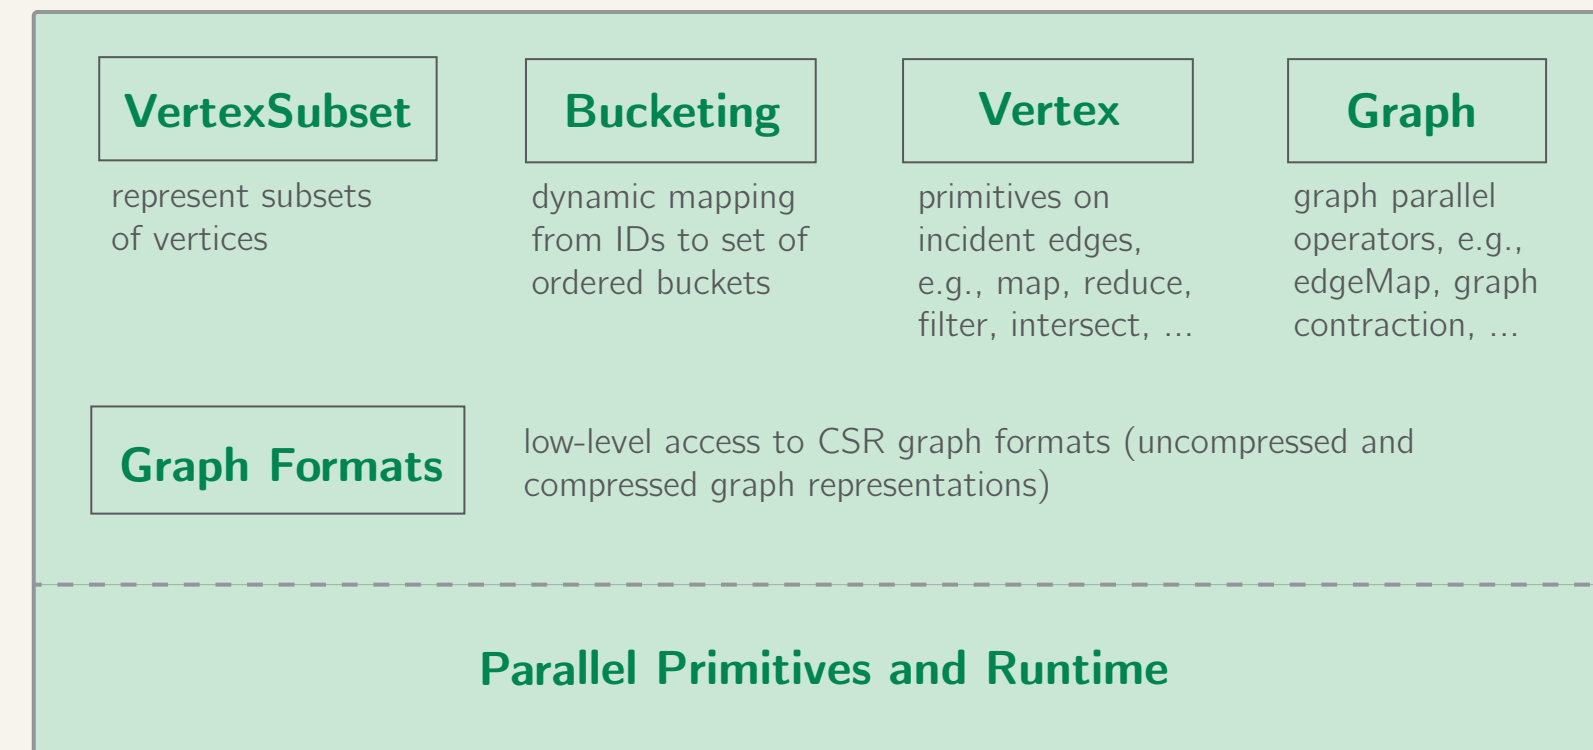 VertexSubset
represent subsets
of vertices
Bucketing
dynamic mapping
from IDs to set of
ordered buckets
Vertex
primitives on
incident edges,
e.g., map, reduce,
filter, intersect, ...
Graph
graph parallel
operators, e.g.,
edgeMap, graph
contraction, ...
Graph Formats
low-level access to CSR graph formats (uncompressed and
compressed graph representations)
Parallel Primitives and Runtime